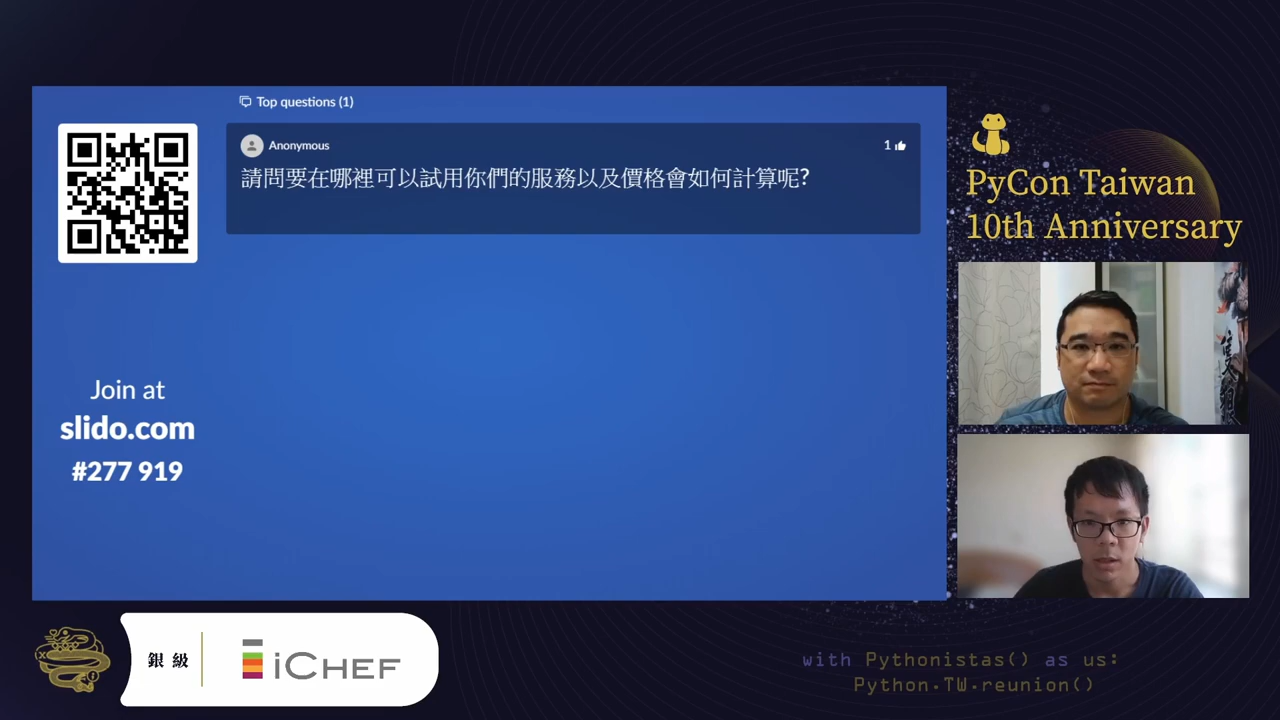 Top questions (1)
Anonymous
1
請問要在哪裡可以試用你們的服務以及價格會如何計算呢?
Join at
slido.com
#277 919
PyCon Taiwan
10th Anniversary
銀級
iCHEF
with Pythonistas() as us:
Python.TW.reunion()